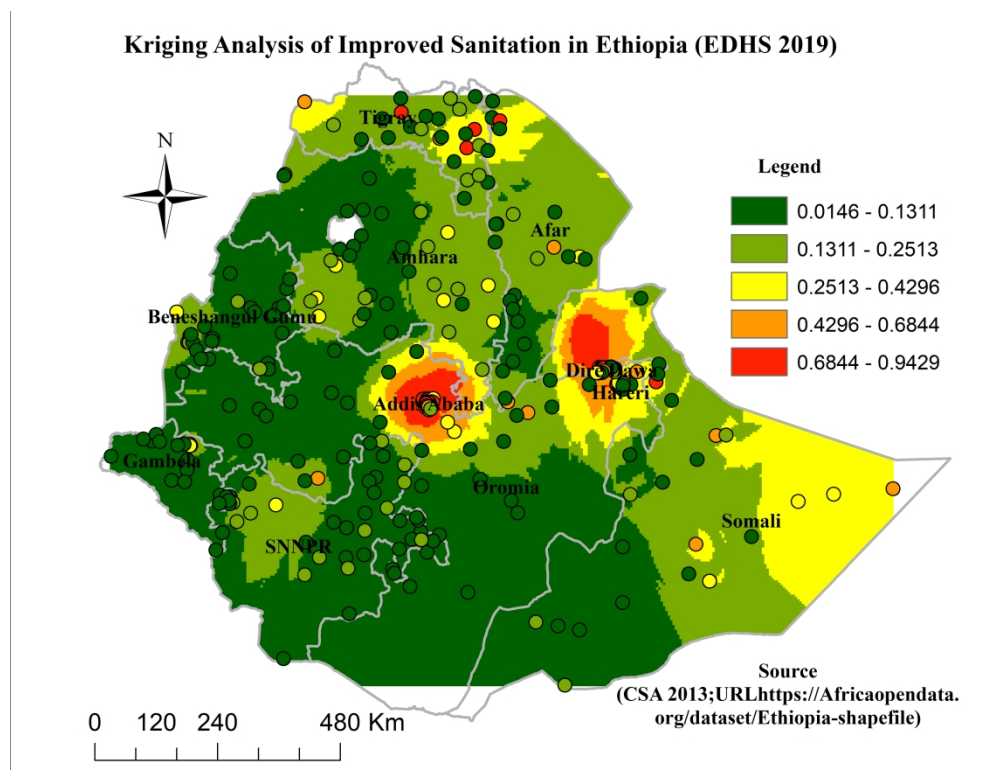 Kriging Analysis of Improved Sanitation in Ethiopia (EDHS 2019)
N
Tigray
Afar
Amhara
Beneshangul Gumu
Dire Dawa
Hareri
Addis Ababa
Gambela
Oromia
SNNPR
Somali
Legend
0.0146 - 0.1311
0.1311 - 0.2513
0.2513 - 0.4296
0.4296 - 0.6844
0.6844 - 0.9429
Source
(CSA 2013;URLhttps://Africaopendata.
org/dataset/Ethiopia-shapefile)
0 120 240 480 Km